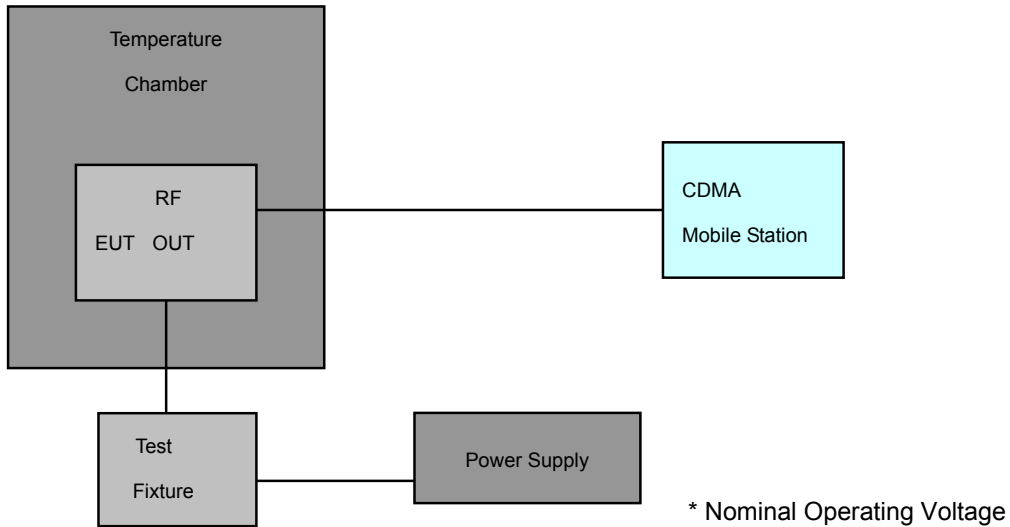 Temperature
Chamber
RF
EUT OUT
CDMA
Mobile Station
Test
Fixture
Power Supply
* Nominal Operating Voltage